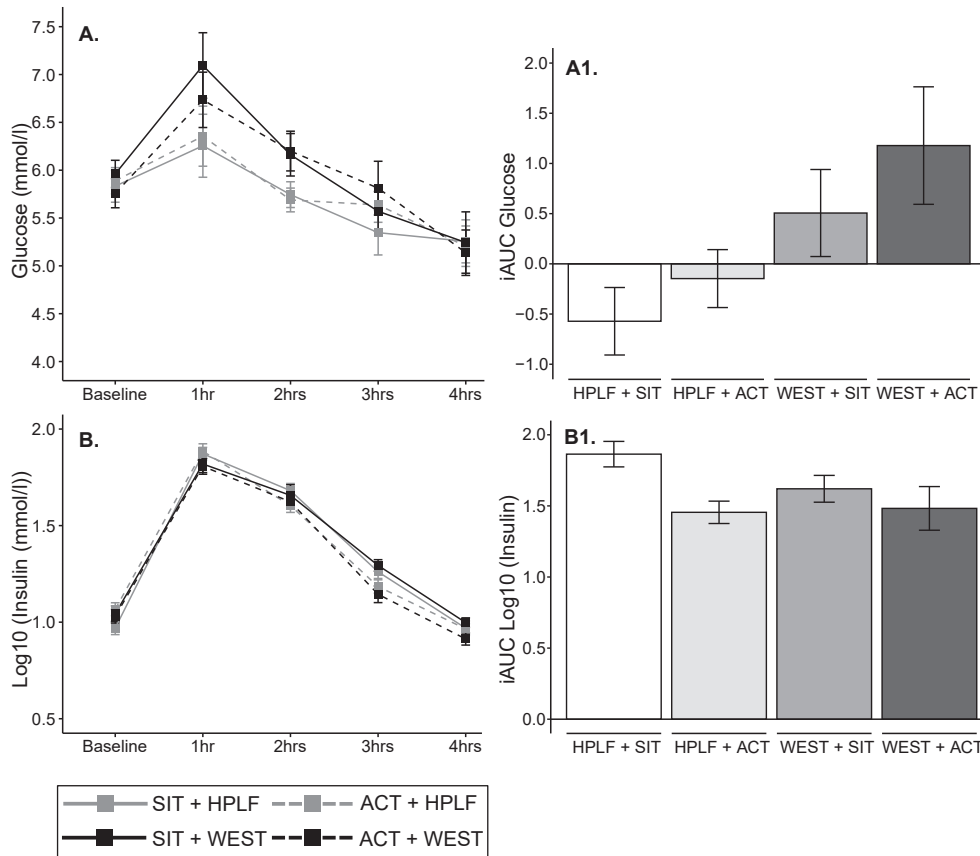 A.
Glucose (mmol/l)
7.5
7.0
6.5
6.0
5.5
5.0
4.5
4.0
Baseline 1hr 2hrs 3hrs 4hrs
A1.
iAUC Glucose
2.0
1.5
1.0
0.5
0.0
−0.5
−1.0
HPLF + SIT HPLF + ACT WEST + SIT WEST + ACT
B.
Log10 (Insulin (mmol/l))
2.0
1.5
1.0
0.5
Baseline 1hr 2hrs 3hrs 4hrs
B1.
iAUC Log10 (Insulin)
2.0
1.5
1.0
0.5
0.0
HPLF + SIT HPLF + ACT WEST + SIT WEST + ACT
SIT + HPLF ACT + HPLF
SIT + WEST ACT + WEST